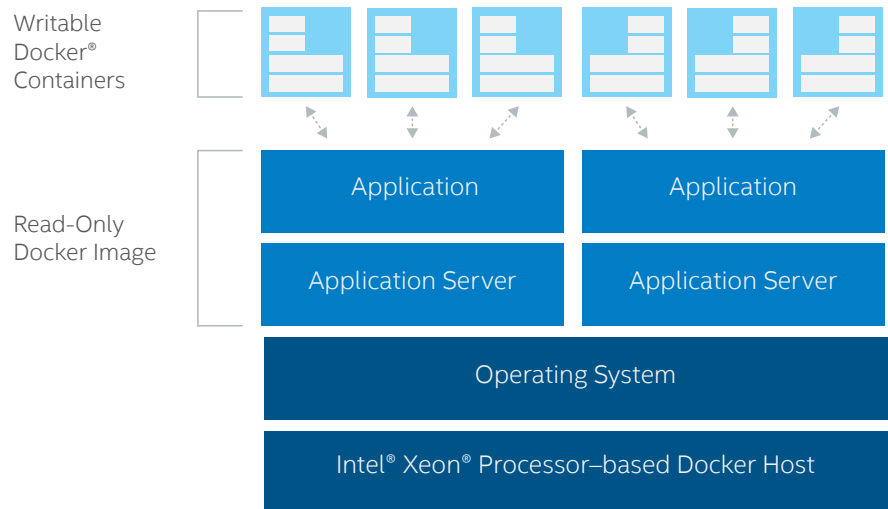 Writable
Docker®
Containers
Application
Application
Read-Only
Docker Image
Application Server
Application Server
Operating System
Intel® Xeon® Processor–based Docker Host